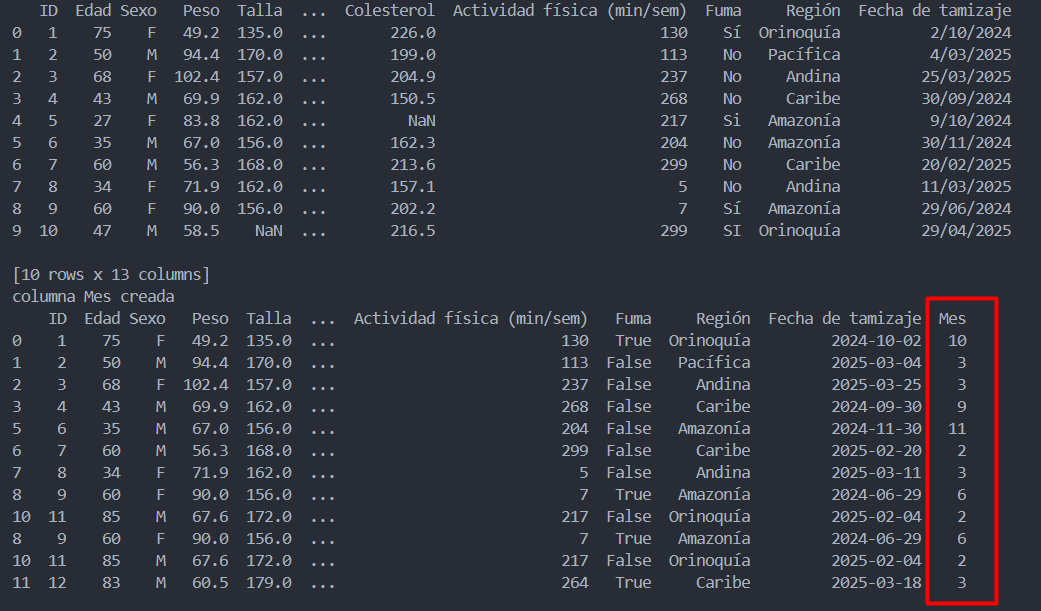 ID Edad Sexo Peso Talla ... Colesterol Actividad física (min/sem) Fuma Región Fecha de tamizaje
0 1 75 F 49.2 135.0 ... 226.0 130 Sí Orinoquía 2/10/2024
1 2 50 M 94.4 170.0 ... 199.0 113 No Pacífica 4/03/2025
2 3 68 F 102.4 157.0 ... 204.9 237 No Andina 25/03/2025
3 4 43 M 69.9 162.0 ... 150.5 268 No Caribe 30/09/2024
4 5 27 F 83.8 162.0 ... NaN 217 Si Amazonía 9/10/2024
5 6 35 M 67.0 156.0 ... 162.3 204 No Amazonía 30/11/2024
6 7 60 M 56.3 168.0 ... 213.6 299 No Caribe 20/02/2025
7 8 34 F 71.9 162.0 ... 157.1 5 No Andina 11/03/2025
8 9 60 F 90.0 156.0 ... 202.2 7 Sí Amazonía 29/06/2024
9 10 47 M 58.5 NaN ... 216.5 299 SI Orinoquía 29/04/2025
[10 rows x 13 columns]
columna Mes creada
ID Edad Sexo Peso Talla ... Actividad física (min/sem) Fuma Región Fecha de tamizaje Mes
0 1 75 F 49.2 135.0 ... 130 True Orinoquía 2024-10-02 10
1 2 50 M 94.4 170.0 ... 113 False Pacífica 2025-03-04 3
2 3 68 F 102.4 157.0 ... 237 False Andina 2025-03-25 3
3 4 43 M 69.9 162.0 ... 268 False Caribe 2024-09-30 9
5 6 35 M 67.0 156.0 ... 204 False Amazonía 2024-11-30 11
6 7 60 M 56.3 168.0 ... 299 False Caribe 2025-02-20 2
7 8 34 F 71.9 162.0 ... 5 False Andina 2025-03-11 3
8 9 60 F 90.0 156.0 ... 7 True Amazonía 2024-06-29 6
10 11 85 M 67.6 172.0 ... 217 False Orinoquía 2025-02-04 2
8 9 60 F 90.0 156.0 ... 7 True Amazonía 2024-06-29 6
10 11 85 M 67.6 172.0 ... 217 False Orinoquía 2025-02-04 2
11 12 83 M 60.5 179.0 ... 264 True Caribe 2025-03-18 3